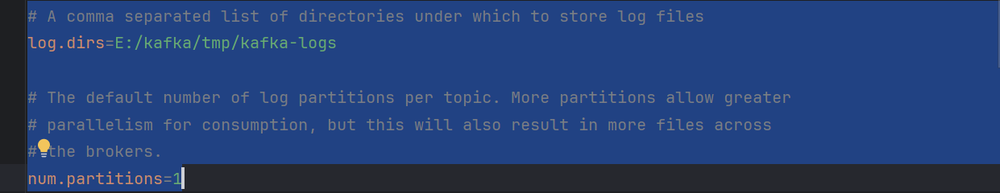 # A comma separated list of directories under which to store log files
log.dirs=E:/kafka/tmp/kafka-logs
# The default number of log partitions per topic. More partitions allow greater
# parallelism for consumption, but this will also result in more files across
# the brokers.
num.partitions=1